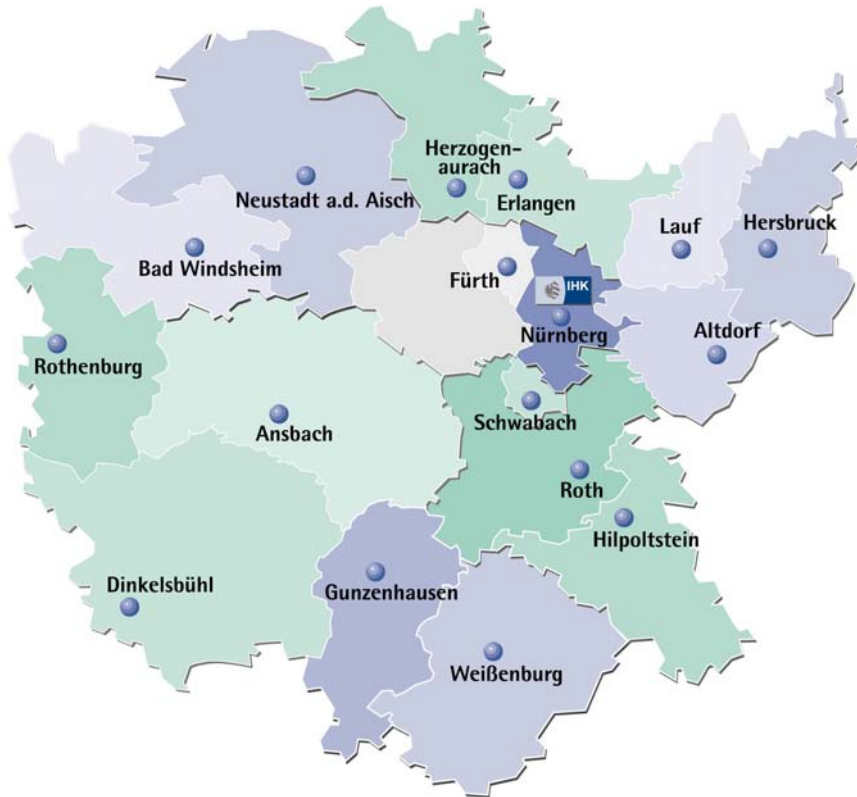 Herzogen-
aurach
Neustadt a.d. Aisch
Erlangen
Lauf
Hersbruck
Bad Windsheim
Fürth
IHK
Nürnberg
Altdorf
Rothenburg
Ansbach
Schwabach
Roth
Hilpoltstein
Dinkelsbühl
Gunzenhausen
Weißenburg